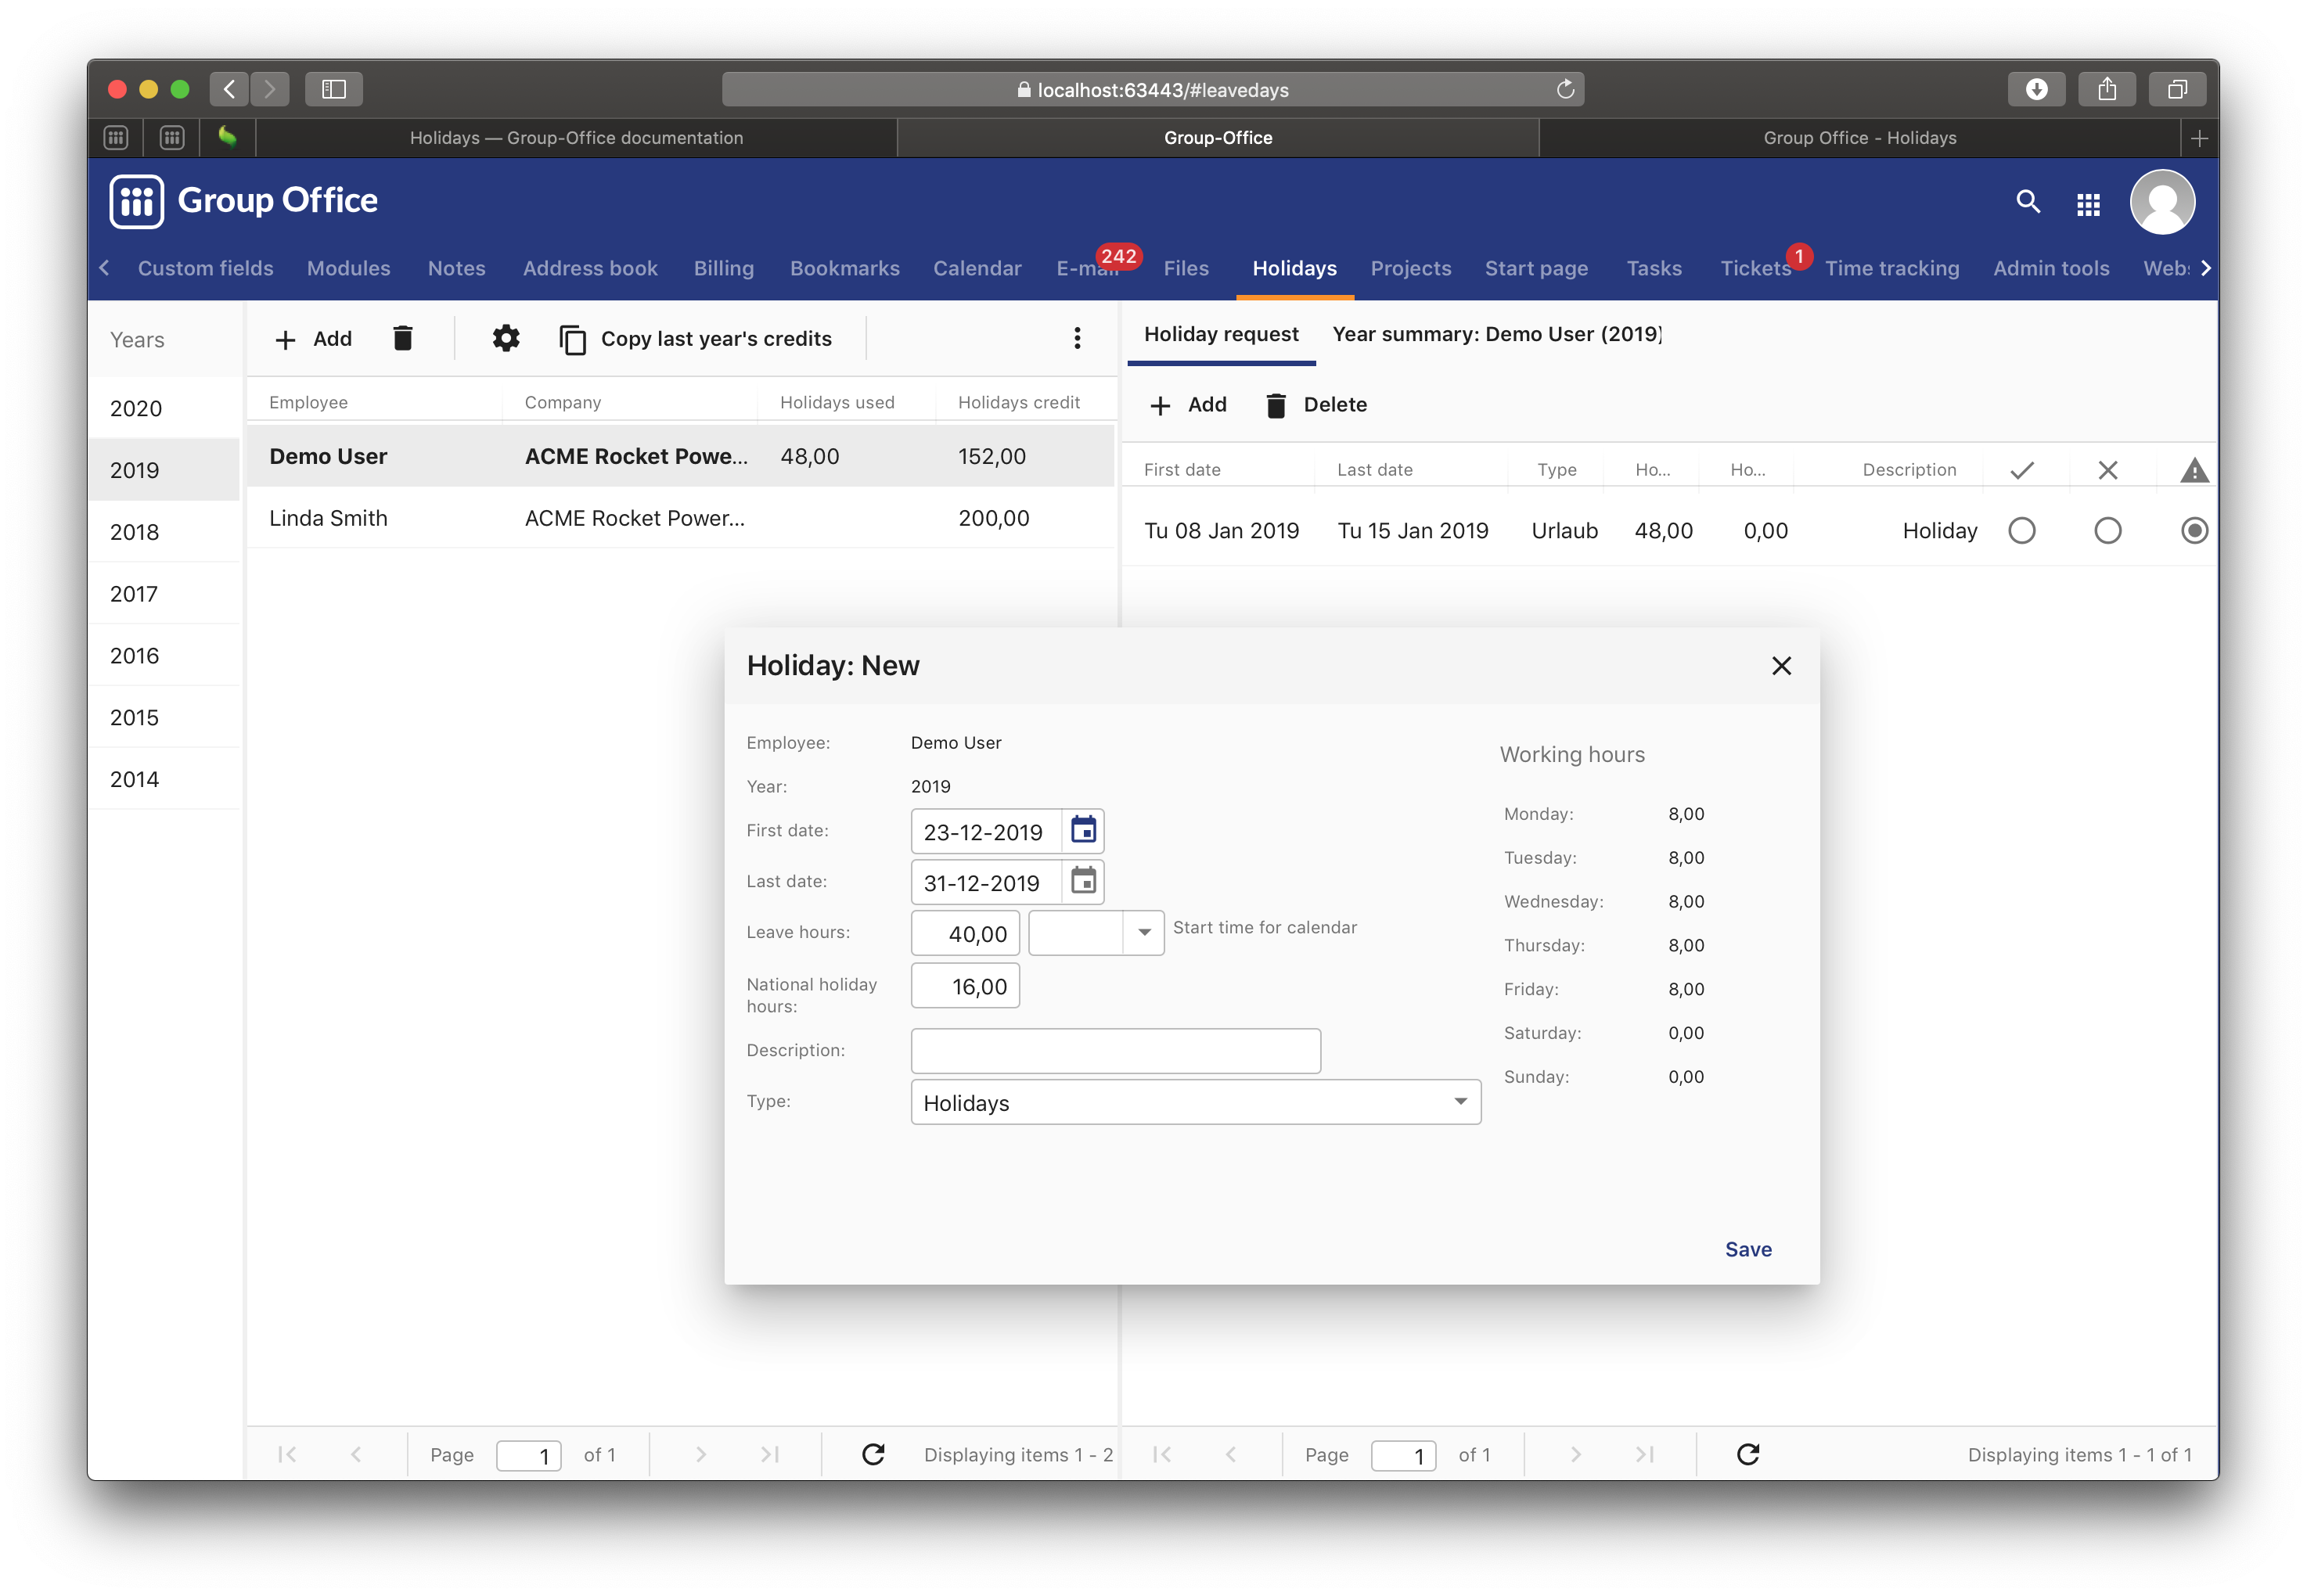 localhost:63443/#leavedays
Holidays — Group-Office documentation
Group-Office
Group Office - Holidays
Group Office
Custom fields
Modules
Notes
Address book
Billing
Bookmarks
Calendar
E-mail
242
Files
Holidays
Projects
Start page
Tasks
Tickets
1
Time tracking
Admin tools
Web
Years
2020
2019
2018
2017
2016
2015
2014
Add
Copy last year's credits
Employee Company Holidays used Holidays credit
Demo User ACME Rocket Powe... 48,00 152,00
Linda Smith ACME Rocket Power... 200,00
Holiday request
Year summary: Demo User (2019)
Add
Delete
First date Last date Type Ho... Ho... Description
Tu 08 Jan 2019 Tu 15 Jan 2019 Urlaub 48,00 0,00 Holiday
Holiday: New
Employee: Demo User
Year: 2019
First date: 23-12-2019
Last date: 31-12-2019
Leave hours: 40,00 Start time for calendar
National holiday
hours:
16,00
Description:
Type: Holidays
Working hours
Monday: 8,00
Tuesday: 8,00
Wednesday: 8,00
Thursday: 8,00
Friday: 8,00
Saturday: 0,00
Sunday: 0,00
Save
Page 1 of 1
Displaying items 1 - 2
Page 1 of 1
Displaying items 1 - 1 of 1